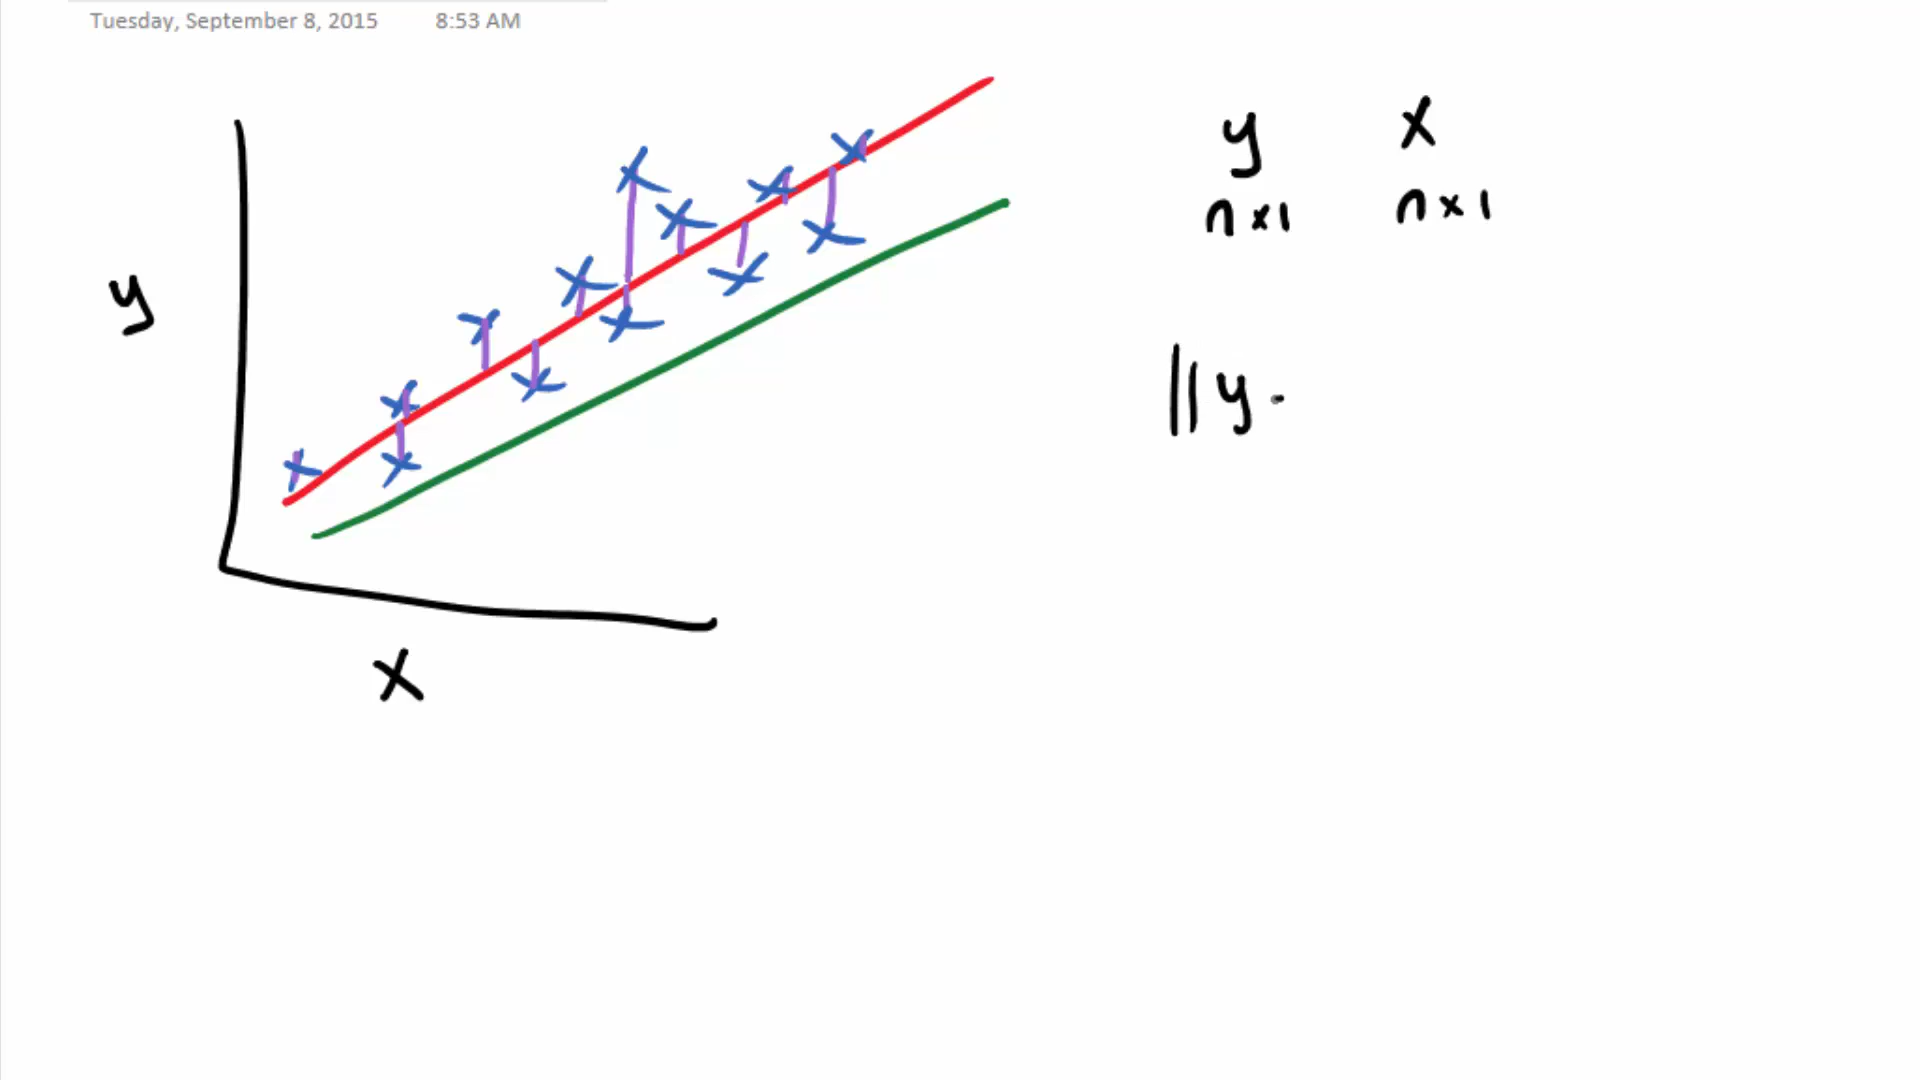 Tuesday, September 8, 2015 8:53 AM
y x
n x 1 n x 1
y
||y -
x